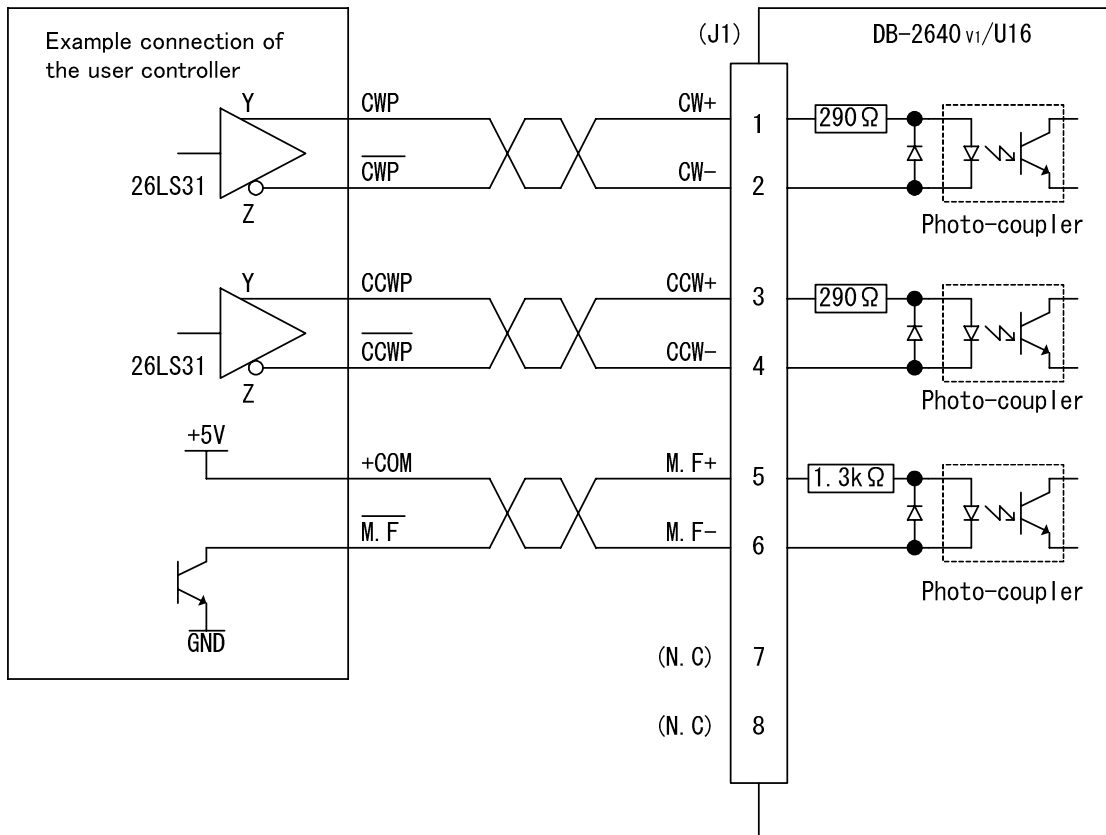 Example connection of
the user controller
(J1)
DB-2640 V1/U16
Y
CWP
CW+
1
290Ω
26LS31
C̅W̅P̅
CW-
2
Z
Photo-coupler
Y
CCWP
CCW+
3
290Ω
26LS31
C̅C̅W̅P̅
CCW-
4
Z
Photo-coupler
+5V
+COM
M.F+
5
1.3kΩ
M̅.̅F̅
M.F-
6
Photo-coupler
GND
(N.C)
7
(N.C)
8